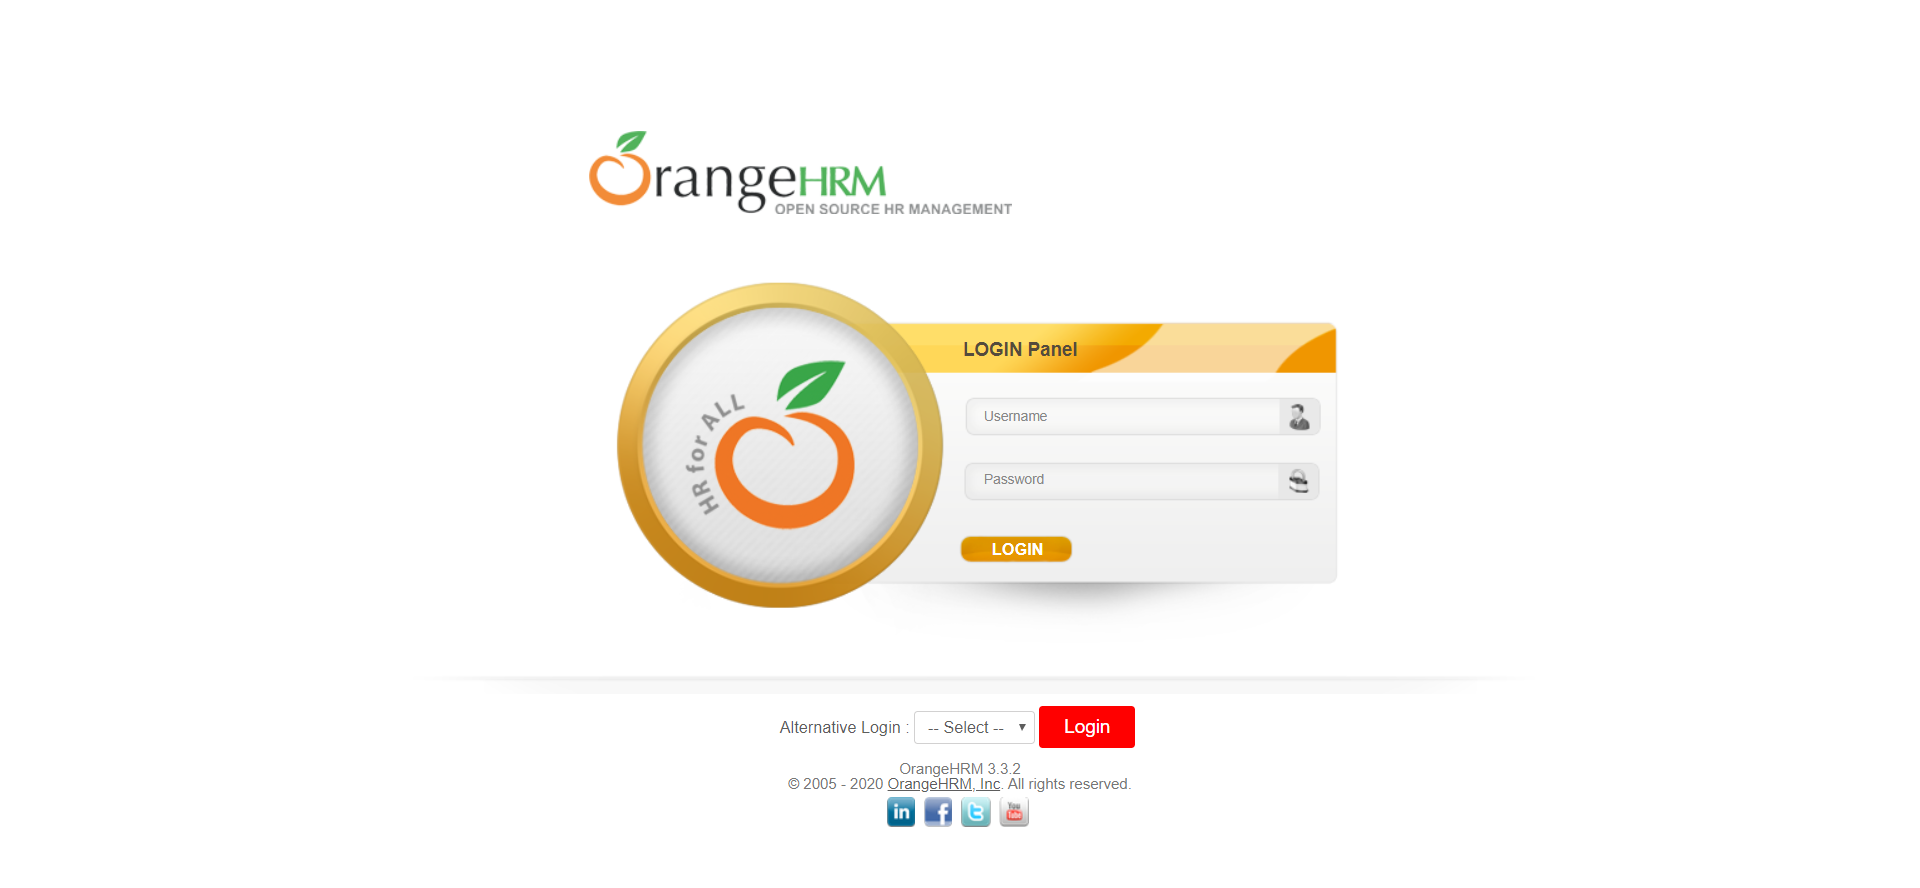 OrangeHRM
OPEN SOURCE HR MANAGEMENT
HR for ALL
LOGIN Panel
Username
Password
LOGIN
Alternative Login : -- Select -- Login
OrangeHRM 3.3.2
© 2005 - 2020 OrangeHRM, Inc. All rights reserved.
in f t You Tube